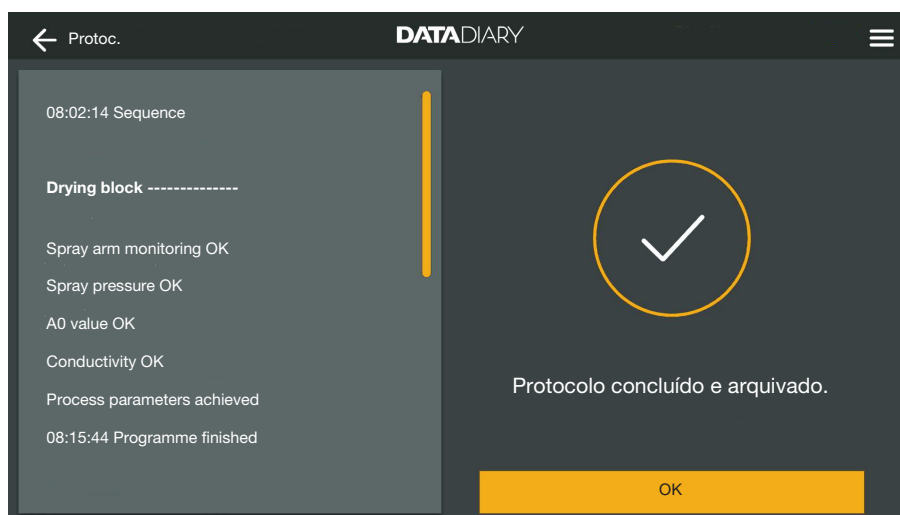 Protoc.
DATADIARY
08:02:14 Sequence
Drying block --------------
Spray arm monitoring OK
Spray pressure OK
A0 value OK
Conductivity OK
Process parameters achieved
08:15:44 Programme finished
Protocolo concluído e arquivado.
OK